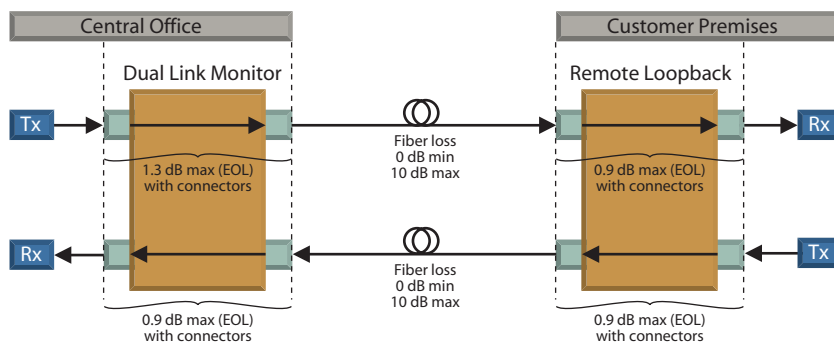 Central Office
Customer Premises
Dual Link Monitor
Remote Loopback
Tx
Rx
Fiber loss
0 dB min
10 dB max
1.3 dB max (EOL)
with connectors
0.9 dB max (EOL)
with connectors
Rx
Tx
Fiber loss
0 dB min
10 dB max
0.9 dB max (EOL)
with connectors
0.9 dB max (EOL)
with connectors